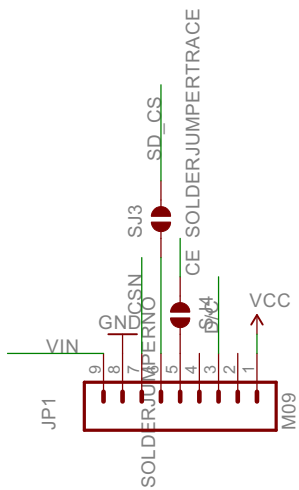 SD_CS
SOLDERJUMPERTRACE
SJ3
CE
CSN
SJ4
D/C
VCC
GND
SOLDERJUMPERNO
VIN
9
8
7
6
5
4
3
2
1
JP1
M09